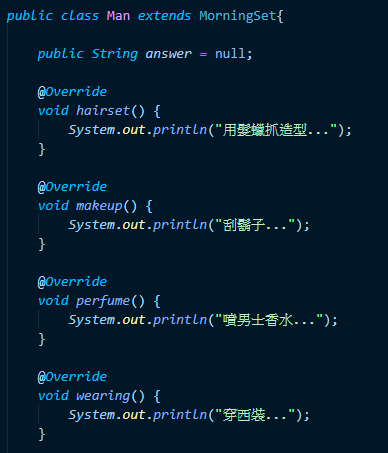 public class Man extends MorningSet{
public String answer = null;
@Override
void hairset() {
System.out.println("用髮蠟抓造型...");
}
@Override
void makeup() {
System.out.println("刮鬍子...");
}
@Override
void perfume() {
System.out.println("噴男士香水...");
}
@Override
void wearing() {
System.out.println("穿西裝...");
}